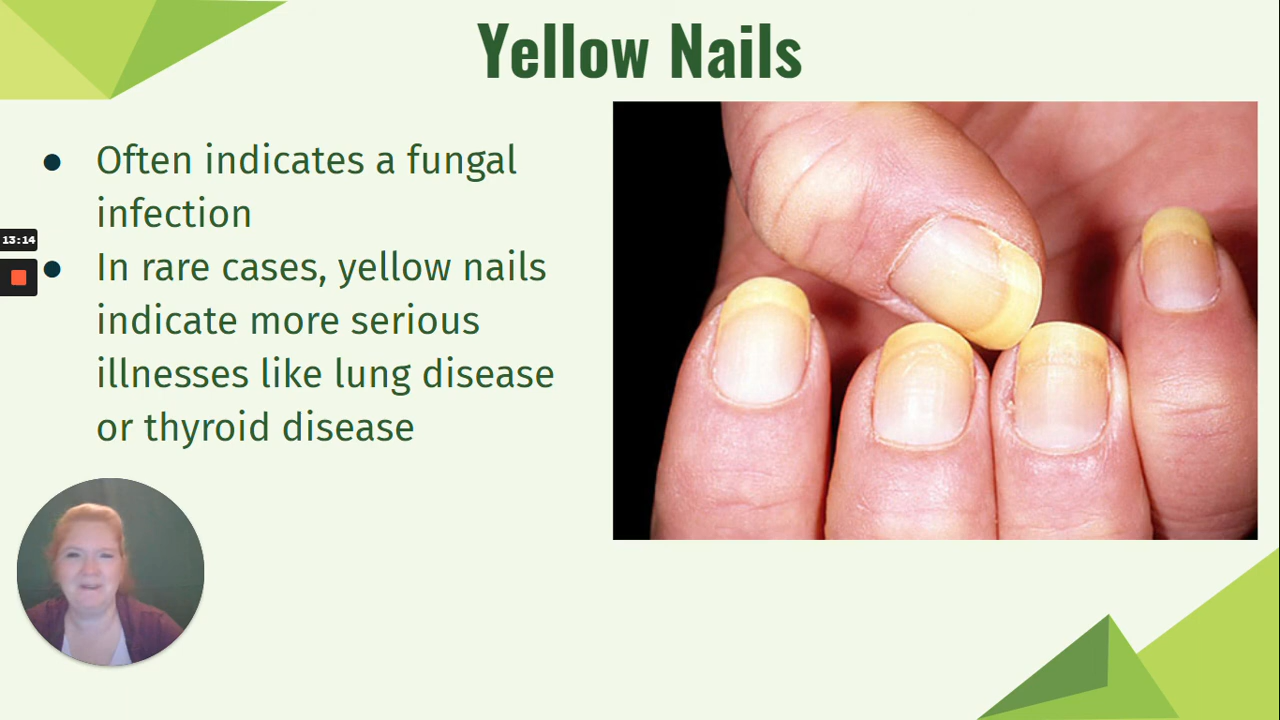 Yellow Nails
● Often indicates a fungal
infection
● In rare cases, yellow nails
indicate more serious
illnesses like lung disease
or thyroid disease
13:14